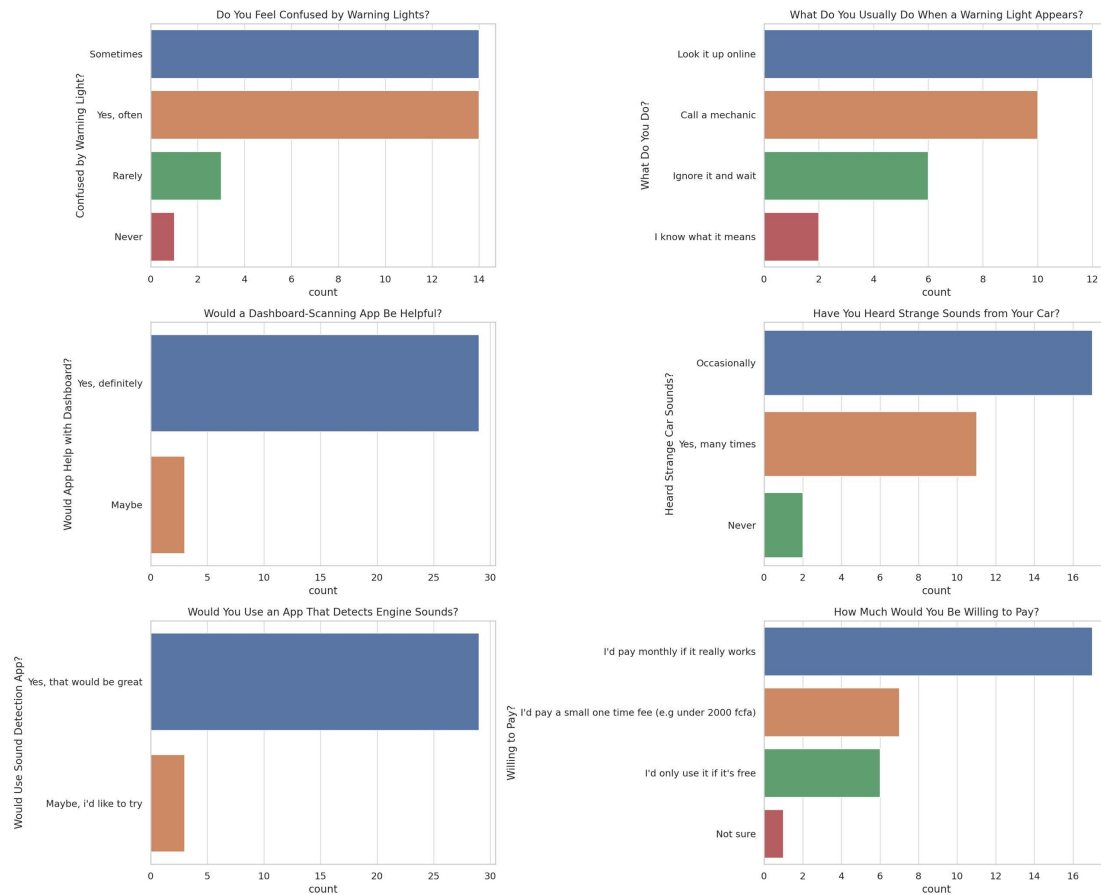 Do You Feel Confused by Warning Lights?
Confused by Warning Light?
Sometimes
Yes, often
Rarely
Never
0 2 4 6 8 10 12 14
count
What Do You Usually Do When a Warning Light Appears?
What Do You Do?
Look it up online
Call a mechanic
Ignore it and wait
I know what it means
0 2 4 6 8 10 12
count
Would a Dashboard-Scanning App Be Helpful?
Would App Help with Dashboard?
Yes, definitely
Maybe
0 5 10 15 20 25 30
count
Have You Heard Strange Sounds from Your Car?
Heard Strange Car Sounds?
Occasionally
Yes, many times
Never
0 2 4 6 8 10 12 14 16
count
Would You Use an App That Detects Engine Sounds?
Would Use Sound Detection App?
Yes, that would be great
Maybe, i'd like to try
0 5 10 15 20 25 30
count
How Much Would You Be Willing to Pay?
Willing to Pay?
I'd pay monthly if it really works
I'd pay a small one time fee (e.g under 2000 fcfa)
I'd only use it if it's free
Not sure
0 2 4 6 8 10 12 14 16
count